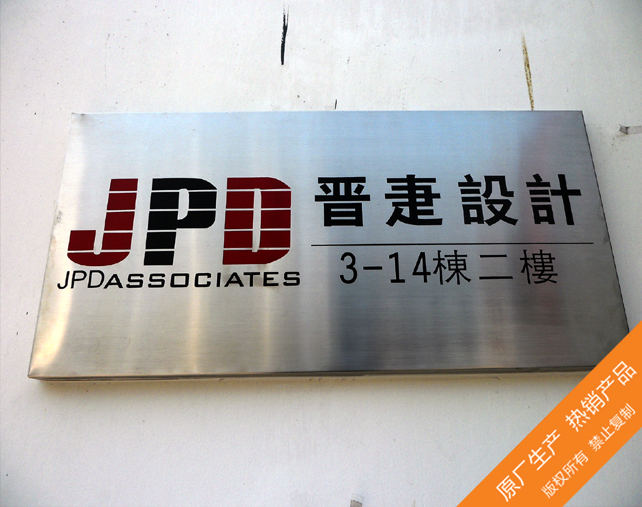 JPD
JPDASSOCIATES
晋疌設計
3-14棟二樓
原厂生产 热销产品
版权所有 禁止复制